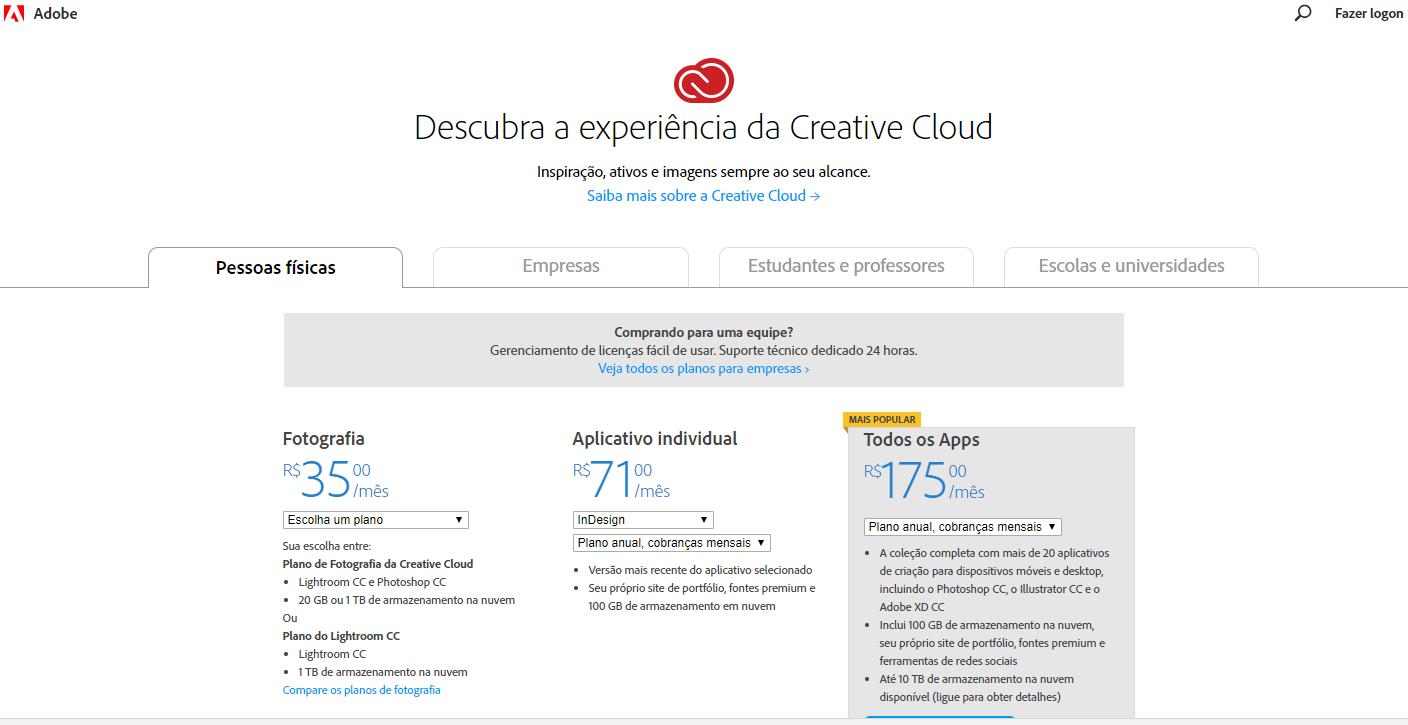 Adobe
Fazer logon
Descubra a experiência da Creative Cloud
Inspiração, ativos e imagens sempre ao seu alcance.
Saiba mais sobre a Creative Cloud →
Pessoas físicas
Empresas
Estudantes e professores
Escolas e universidades
Comprando para uma equipe?
Gerenciamento de licenças fácil de usar. Suporte técnico dedicado 24 horas.
Veja todos os planos para empresas ›
Fotografia
R$3500/mês
Escolha um plano
Sua escolha entre:
Plano de Fotografia da Creative Cloud
• Lightroom CC e Photoshop CC
• 20 GB ou 1 TB de armazenamento na nuvem
Ou
Plano do Lightroom CC
• Lightroom CC
• 1 TB de armazenamento na nuvem
Compare os planos de fotografia
Aplicativo individual
R$7100/mês
InDesign
Plano anual, cobranças mensais
• Versão mais recente do aplicativo selecionado
• Seu próprio site de portfólio, fontes premium e
100 GB de armazenamento em nuvem
MAIS POPULAR
Todos os Apps
R$17500/mês
Plano anual, cobranças mensais
• A coleção completa com mais de 20 aplicativos
de criação para dispositivos móveis e desktop,
incluindo o Photoshop CC, o Illustrator CC e o
Adobe XD CC
• Inclui 100 GB de armazenamento na nuvem,
seu próprio site de portfólio, fontes premium e
ferramentas de redes sociais
• Até 10 TB de armazenamento na nuvem
disponível (ligue para obter detalhes)